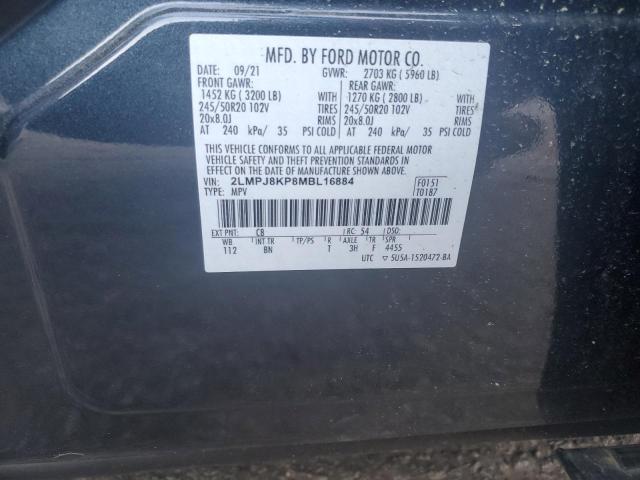 MFD. BY FORD MOTOR CO.
DATE: 09/21 GVWR: 2703 KG ( 5960 LB)
FRONT GAWR: REAR GAWR:
1452 KG ( 3200 LB) WITH 1270 KG ( 2800 LB) WITH
245/50R20 102V TIRES 245/50R20 102V TIRES
20x8.0J RIMS 20x8.0J RIMS
AT 240 kPa/ 35 PSI COLD AT 240 kPa/ 35 PSI COLD
THIS VEHICLE CONFORMS TO ALL APPLICABLE FEDERAL MOTOR
VEHICLE SAFETY AND THEFT PREVENTION STANDARDS IN
EFFECT ON THE DATE OF MANUFACTURE SHOWN ABOVE.
VIN: 2LMPJ8KP8MBL16884 F0151
TYPE: MPV T0187
EXT PNT: CB RC: 54 DSO:
WB INT TR TP/PS R AXLE TR SPR
112 BN T 3H F 4455
UTC ▽ 5U5A-1520472-BA